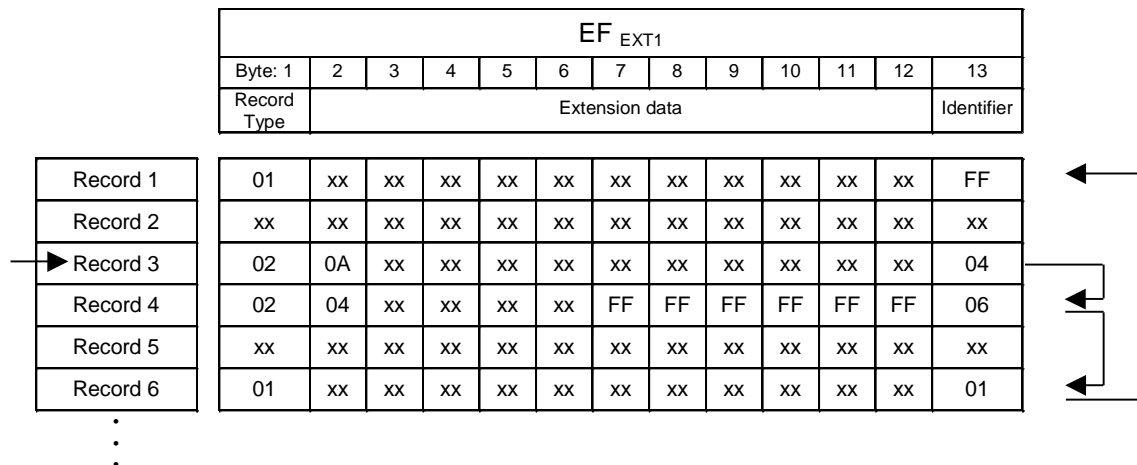 EF EXT1
Byte: 1 2 3 4 5 6 7 8 9 10 11 12 13
Record Type Extension data Identifier
Record 1 01 xx xx xx xx xx xx xx xx xx xx xx FF
Record 2 xx xx xx xx xx xx xx xx xx xx xx xx xx
Record 3 02 0A xx xx xx xx xx xx xx xx xx xx 04
Record 4 02 04 xx xx xx xx FF FF FF FF FF FF 06
Record 5 xx xx xx xx xx xx xx xx xx xx xx xx xx
Record 6 01 xx xx xx xx xx xx xx xx xx xx xx 01